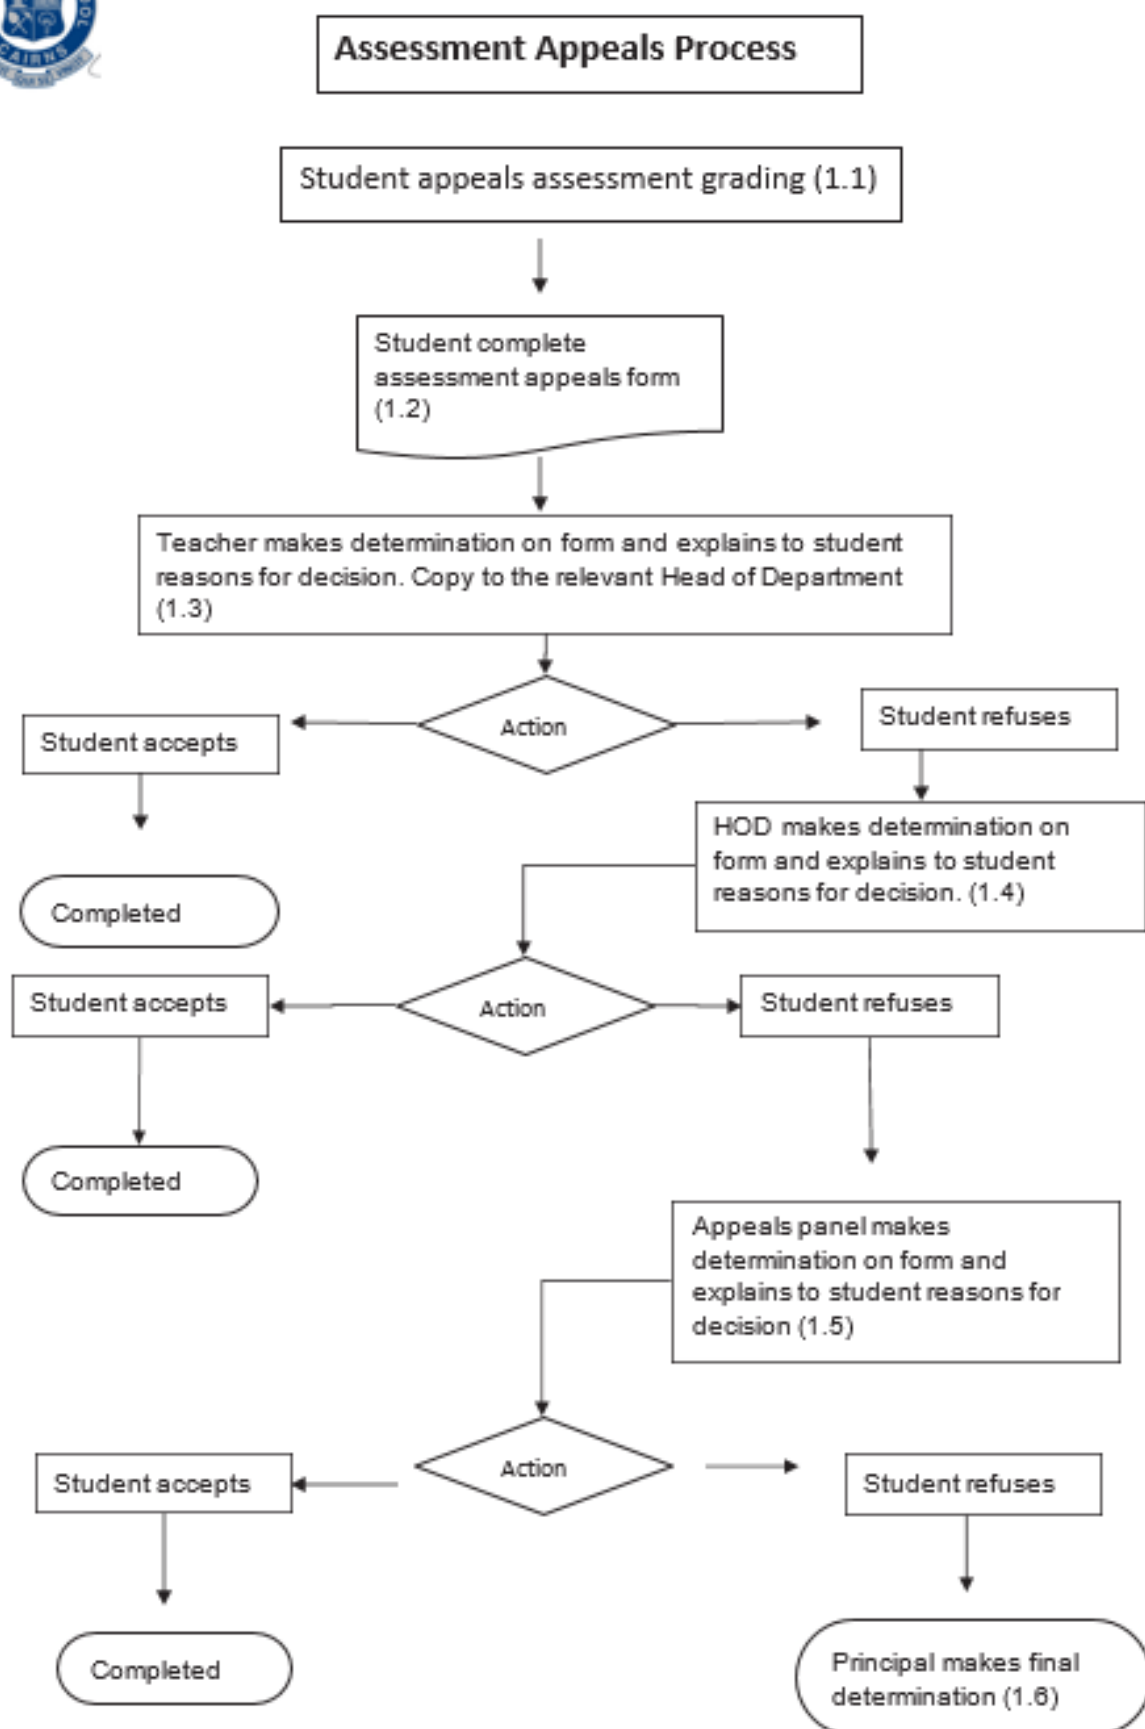 CAIRNS
Assessment Appeals Process
Student appeals assessment grading (1.1)
Student complete
assessment appeals form
(1.2)
Teacher makes determination on form and explains to student
reasons for decision. Copy to the relevant Head of Department
(1.3)
Action
Student accepts
Student refuses
Completed
HOD makes determination on
form and explains to student
reasons for decision. (1.4)
Action
Student accepts
Student refuses
Completed
Appeals panel makes
determination on form and
explains to student reasons for
decision (1.5)
Action
Student accepts
Student refuses
Completed
Principal makes final
determination (1.6)